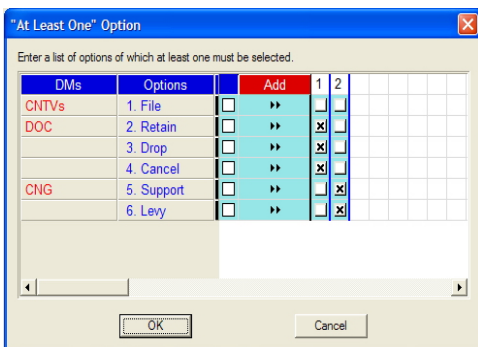 "At Least One" Option
Enter a list of options of which at least one must be selected.
DMs Options Add 1 2
CNTVs 1. File
DOC 2. Retain
3. Drop
4. Cancel
CNG 5. Support
6. Levy
OK Cancel